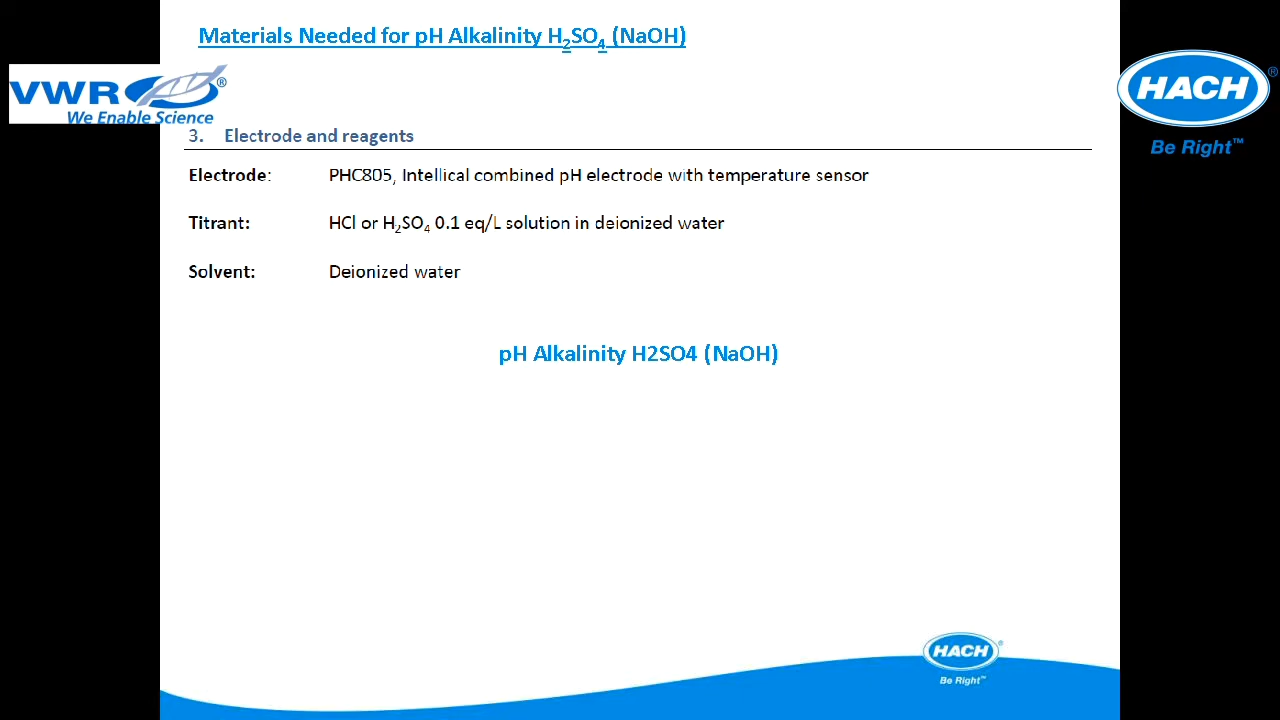 Materials Needed for pH Alkalinity H₂SO₄ (NaOH)
VWR®
We Enable Science
HACH®
Be Right™
3. Electrode and reagents
Electrode: PHC805, Intellical combined pH electrode with temperature sensor
Titrant: HCl or H₂SO₄ 0.1 eq/L solution in deionized water
Solvent: Deionized water
pH Alkalinity H2SO4 (NaOH)
HACH®
Be Right™